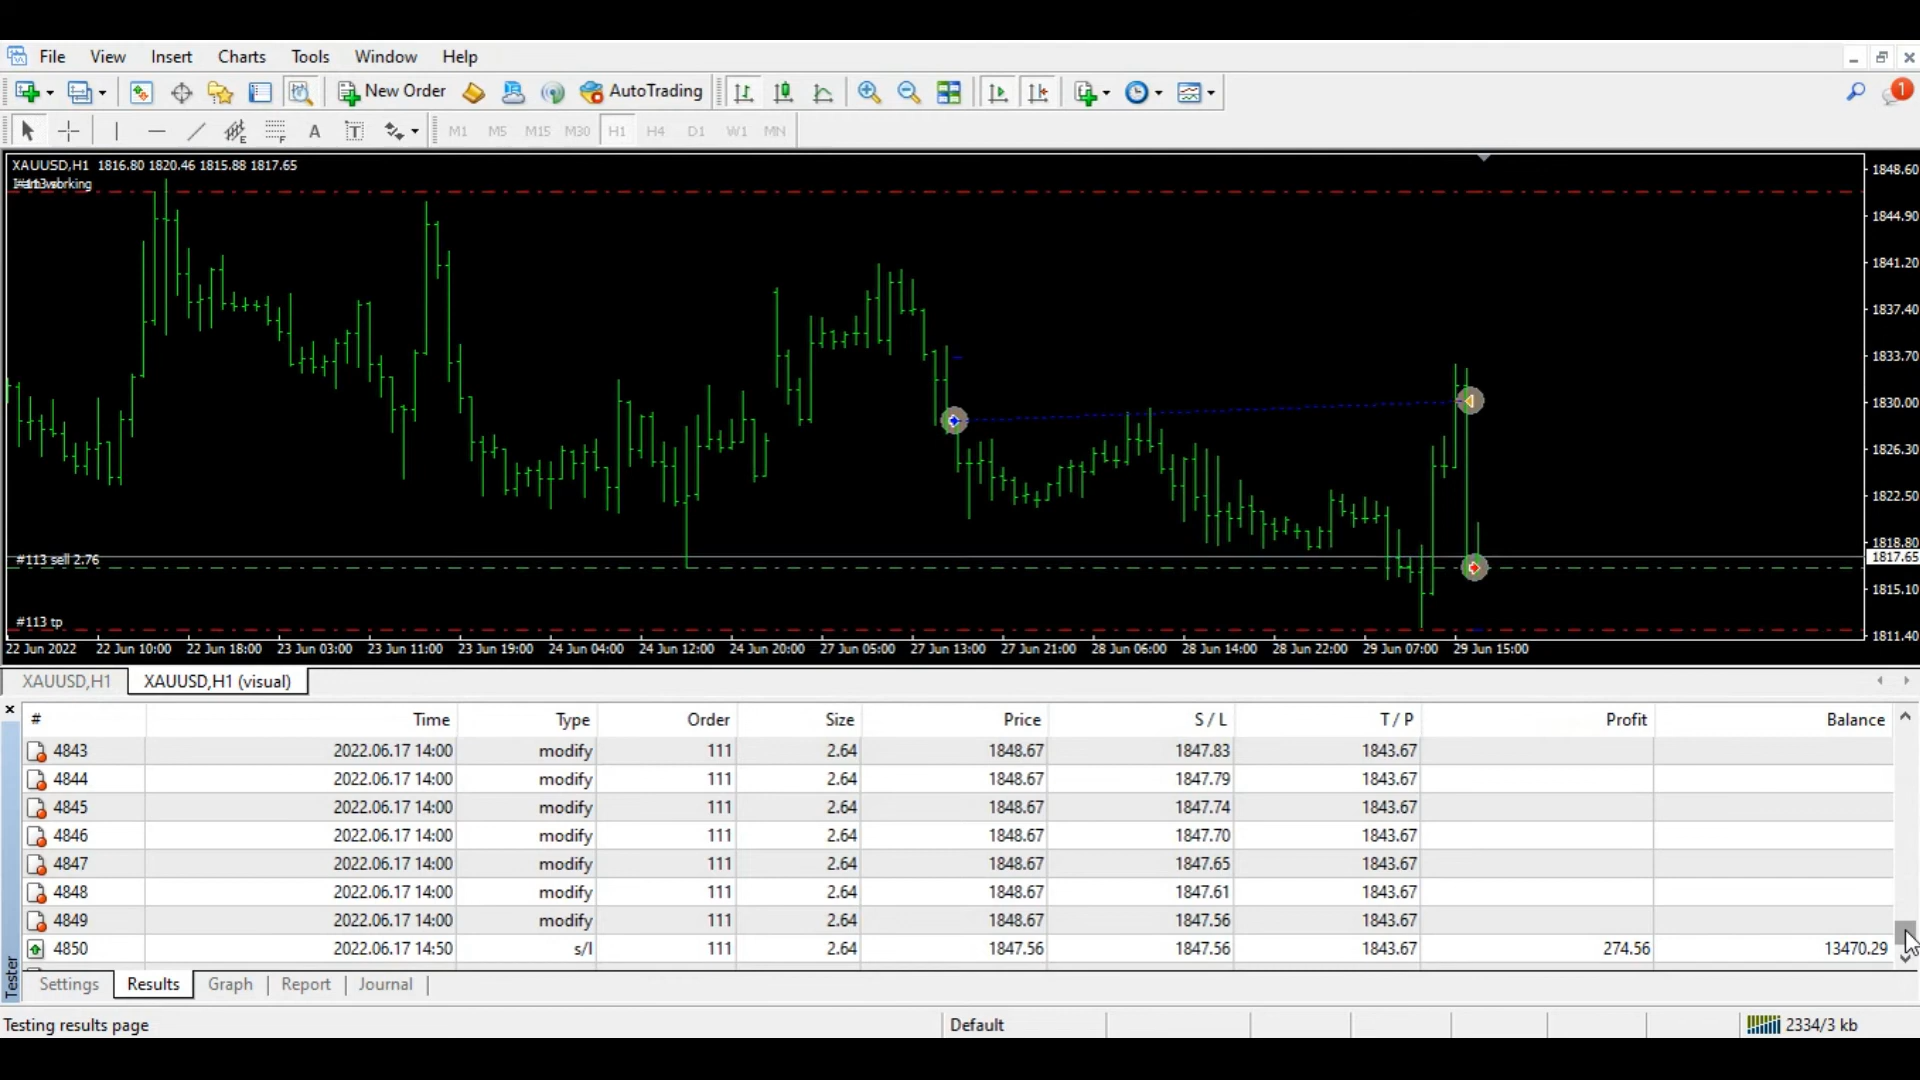 File View Insert Charts Tools Window Help
New Order AutoTrading 1
A T M1 M5 M15 M30 H1 H4 D1 W1 MN
XAUUSD,H1 1816.80 1820.46 1815.88 1817.65
#113 sell 2.76
#113 tp
1848.60
1844.90
1841.20
1837.40
1833.70
1830.00
1826.30
1822.50
1818.80
1817.65
1815.10
1811.40
22 Jun 2022 22 Jun 10:00 22 Jun 18:00 23 Jun 03:00 23 Jun 11:00 23 Jun 19:00 24 Jun 04:00 24 Jun 12:00 24 Jun 20:00 27 Jun 05:00 27 Jun 13:00 27 Jun 21:00 28 Jun 06:00 28 Jun 14:00 28 Jun 22:00 29 Jun 07:00 29 Jun 15:00
XAUUSD,H1 XAUUSD,H1 (visual)
# Time Type Order Size Price S / L T / P Profit Balance
4843 2022.06.17 14:00 modify 111 2.64 1848.67 1847.83 1843.67
4844 2022.06.17 14:00 modify 111 2.64 1848.67 1847.79 1843.67
4845 2022.06.17 14:00 modify 111 2.64 1848.67 1847.74 1843.67
4846 2022.06.17 14:00 modify 111 2.64 1848.67 1847.70 1843.67
4847 2022.06.17 14:00 modify 111 2.64 1848.67 1847.65 1843.67
4848 2022.06.17 14:00 modify 111 2.64 1848.67 1847.61 1843.67
4849 2022.06.17 14:00 modify 111 2.64 1848.67 1847.56 1843.67
4850 2022.06.17 14:50 s/l 111 2.64 1847.56 1847.56 1843.67 274.56 13470.29
Tester
Settings Results Graph Report Journal
Testing results page Default 2334/3 kb